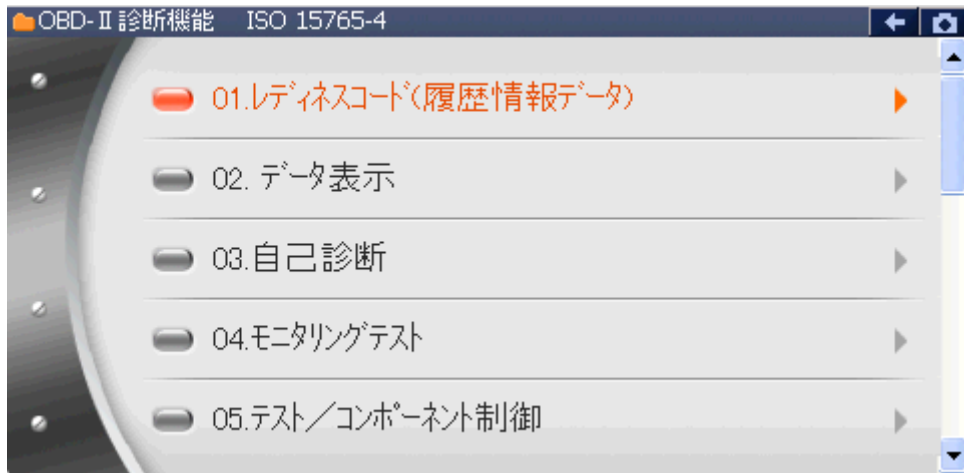 OBD-Ⅱ診断機能 ISO 15765-4
01.ﾚﾃﾞｨﾈｽｺｰﾄﾞ(履歴情報ﾃﾞｰﾀ)
02. ﾃﾞｰﾀ表示
03.自己診断
04.ﾓﾆﾀﾘﾝｸﾞﾃｽﾄ
05.ﾃｽﾄ／ｺﾝﾎﾟｰﾈﾝﾄ制御